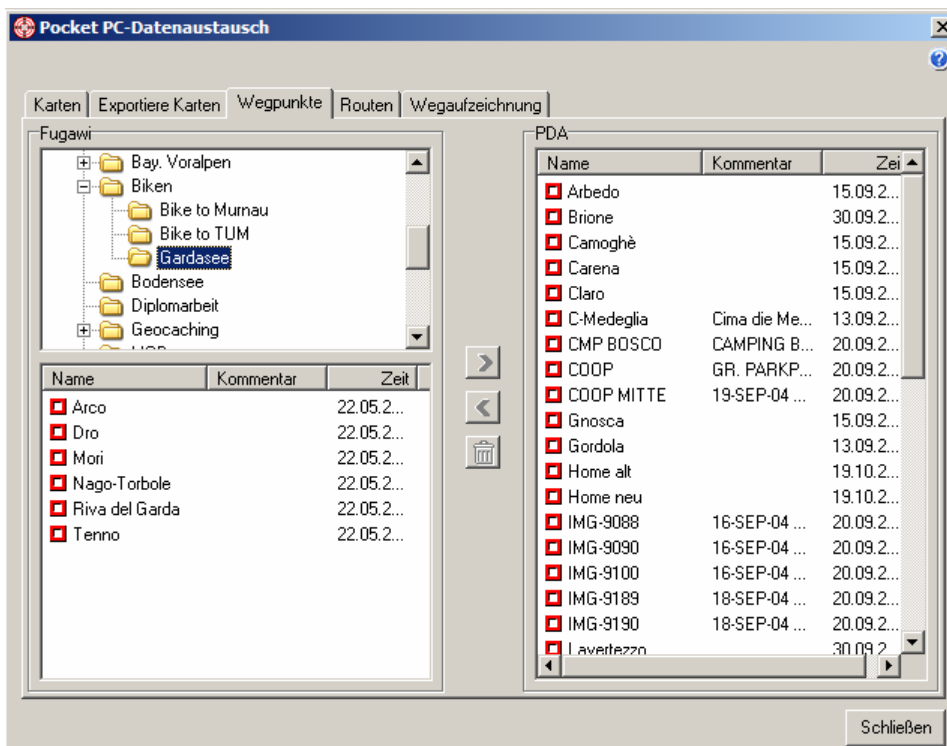 Pocket PC-Datenaustausch
Karten Exportiere Karten Wegpunkte Routen Wegaufzeichnung
Fugawi
Bay. Voralpen
Biken
Bike to Murnau
Bike to TUM
Gardasee
Bodensee
Diplomarbeit
Geocaching
Name Kommentar Zeit
Arco 22.05.2...
Dro 22.05.2...
Mori 22.05.2...
Nago-Torbole 22.05.2...
Riva del Garda 22.05.2...
Tenno 22.05.2...
PDA
Name Kommentar Zei
Arbedo 15.09.2...
Brione 30.09.2...
Camoghè 15.09.2...
Carena 15.09.2...
Claro 15.09.2...
C-Medeglia Cima die Me... 13.09.2...
CMP BOSCO CAMPING B... 20.09.2...
COOP GR. PARKP... 20.09.2...
COOP MITTE 19-SEP-04 ... 20.09.2...
Gnosca 15.09.2...
Gordola 13.09.2...
Home alt 19.10.2...
Home neu 19.10.2...
IMG-9088 16-SEP-04 ... 20.09.2...
IMG-9090 16-SEP-04 ... 20.09.2...
IMG-9100 16-SEP-04 ... 20.09.2...
IMG-9189 18-SEP-04 ... 20.09.2...
IMG-9190 18-SEP-04 ... 20.09.2...
Lavertezzo 30.09.2...
Schließen